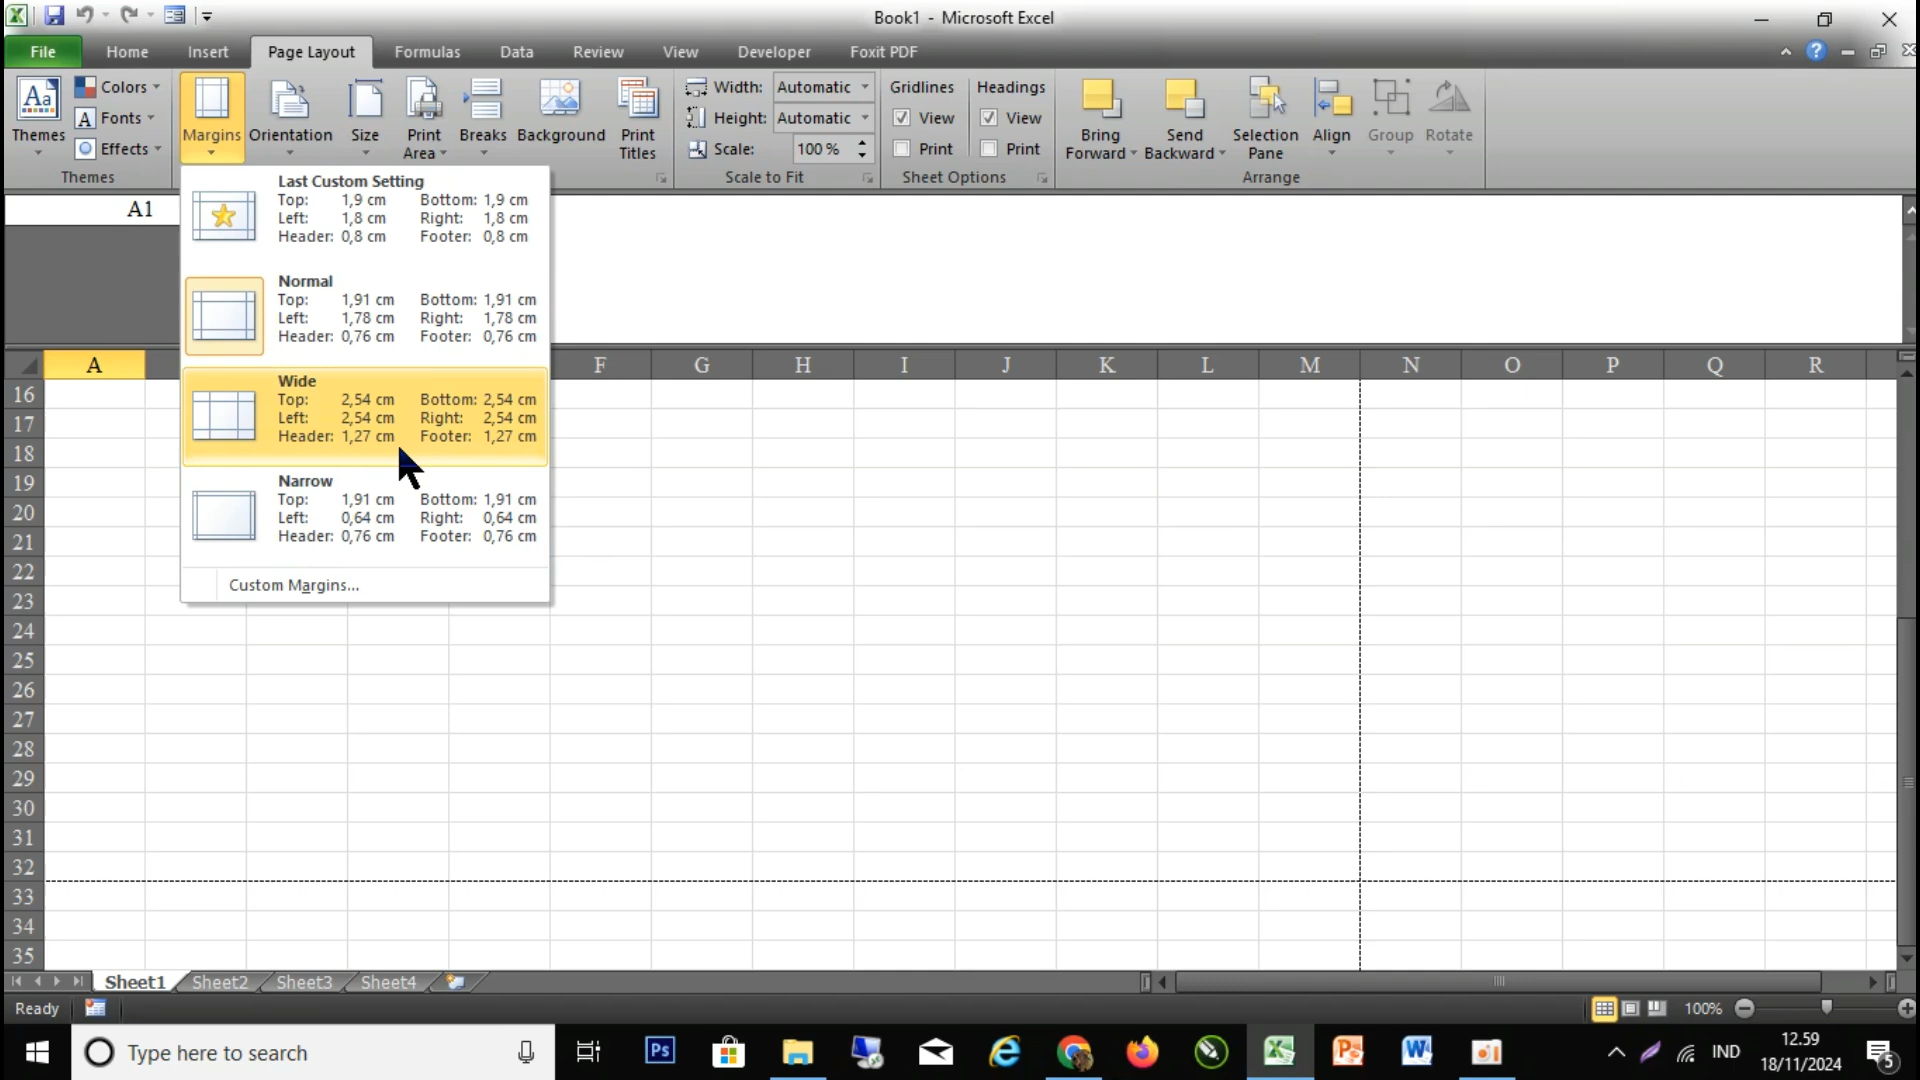 Book1 - Microsoft Excel
File Home Insert Page Layout Formulas Data Review View Developer Foxit PDF
Themes
Colors
Fonts
Effects
Themes
Margins
Orientation
Size
Print
Area
Breaks
Background
Print
Titles
Width: Automatic
Height: Automatic
Scale: 100 %
Scale to Fit
Gridlines
View
Print
Headings
View
Print
Sheet Options
Bring
Forward
Send
Backward
Selection
Pane
Align
Group
Rotate
Arrange
A1
Last Custom Setting
Top: 1,9 cm Bottom: 1,9 cm
Left: 1,8 cm Right: 1,8 cm
Header: 0,8 cm Footer: 0,8 cm
Normal
Top: 1,91 cm Bottom: 1,91 cm
Left: 1,78 cm Right: 1,78 cm
Header: 0,76 cm Footer: 0,76 cm
Wide
Top: 2,54 cm Bottom: 2,54 cm
Left: 2,54 cm Right: 2,54 cm
Header: 1,27 cm Footer: 1,27 cm
Narrow
Top: 1,91 cm Bottom: 1,91 cm
Left: 0,64 cm Right: 0,64 cm
Header: 0,76 cm Footer: 0,76 cm
Custom Margins...
A F G H I J K L M N O P Q R
16
17
18
19
20
21
22
23
24
25
26
27
28
29
30
31
32
33
34
35
Sheet1 Sheet2 Sheet3 Sheet4
Ready
100%
Type here to search
Ps
IND
12.59
18/11/2024
5